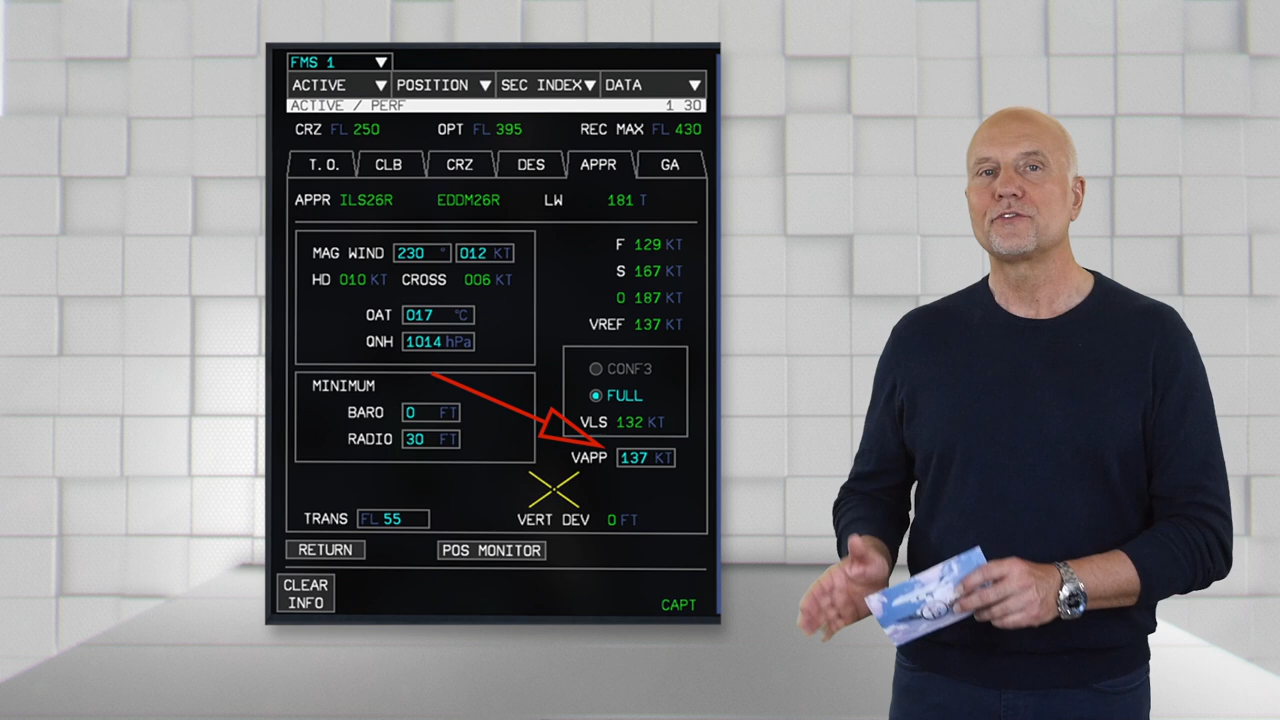 FMS 1
ACTIVE POSITION SEC INDEX DATA
ACTIVE / PERF 1 30
CRZ FL 250 OPT FL 395 REC MAX FL 430
T.O. CLB CRZ DES APPR GA
APPR ILS26R EDDM26R LW 181 T
MAG WIND 230 ° 012 KT F 129 KT
HD 010 KT CROSS 006 KT S 167 KT
O 187 KT
OAT 017 °C VREF 137 KT
QNH 1014 hPa
CONF3
MINIMUM FULL
BARO 0 FT VLS 132 KT
RADIO 30 FT VAPP 137 KT
TRANS FL 55 VERT DEV 0 FT
RETURN POS MONITOR
CLEAR
INFO
CAPT